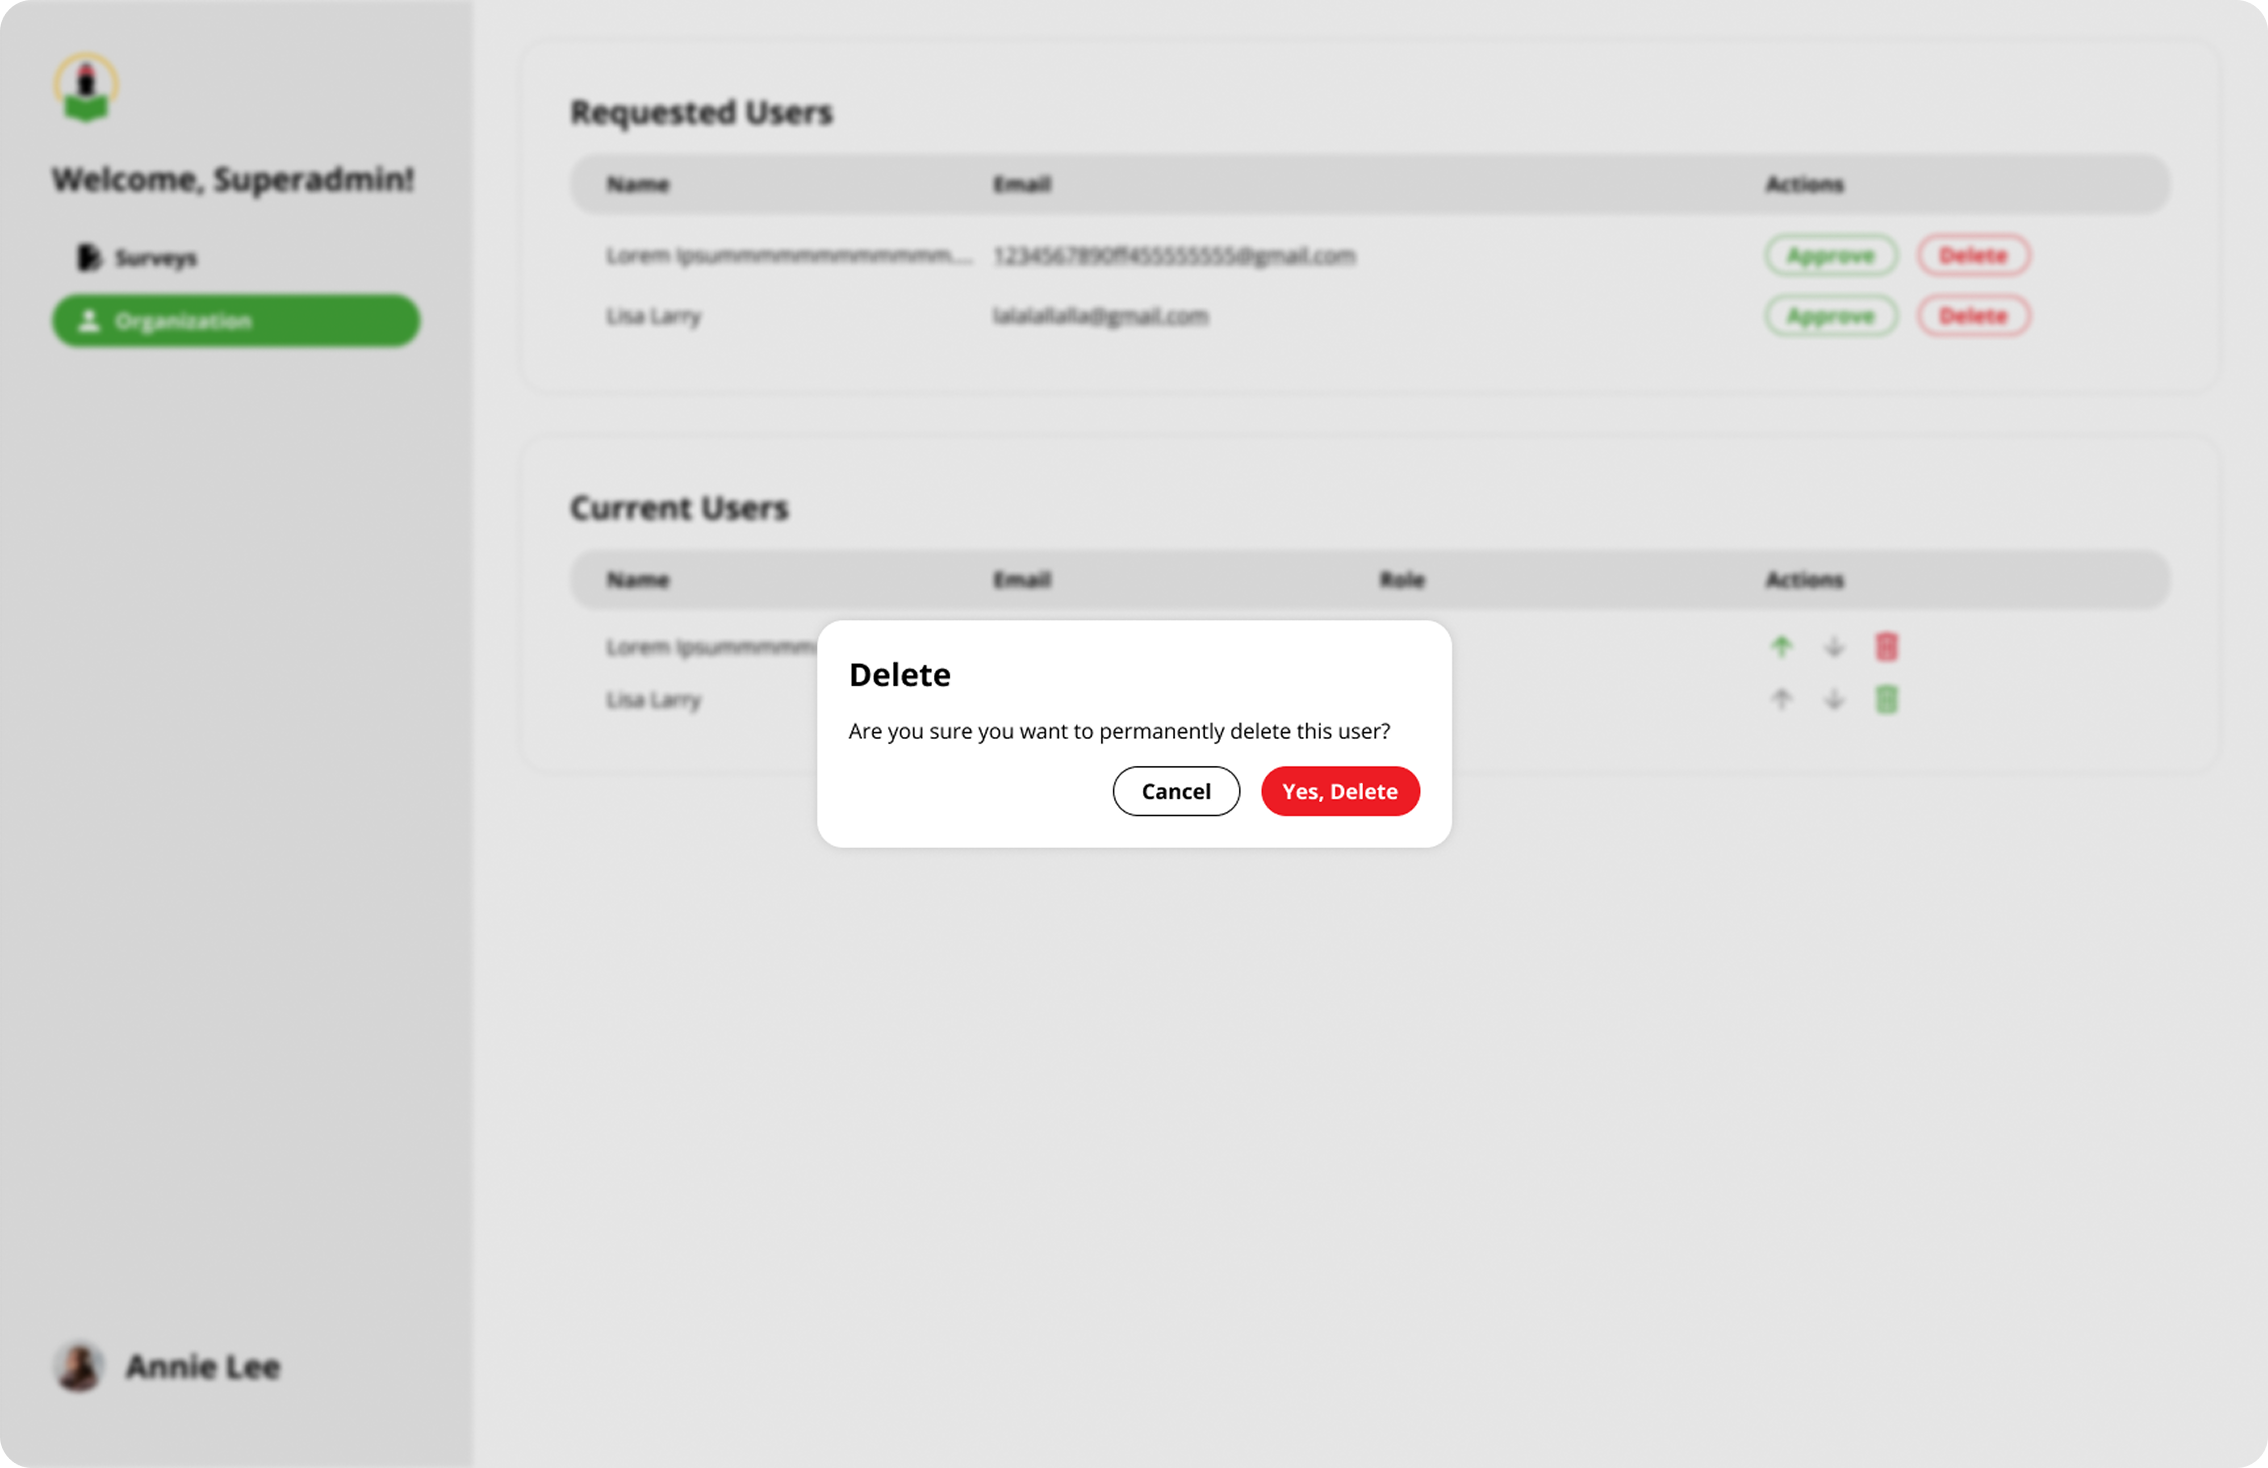 Welcome, Superadmin!
Surveys
Organization
Annie Lee
Requested Users
Name Email Actions
Lorem Ipsummmmmmmmmmmm.... 1234567890ff455555555@gmail.com Approve Delete
Lisa Larry lalalallalla@gmail.com Approve Delete
Current Users
Name Email Role Actions
Lorem
Lisa Larry
Delete
Are you sure you want to permanently delete this user?
Cancel Yes, Delete